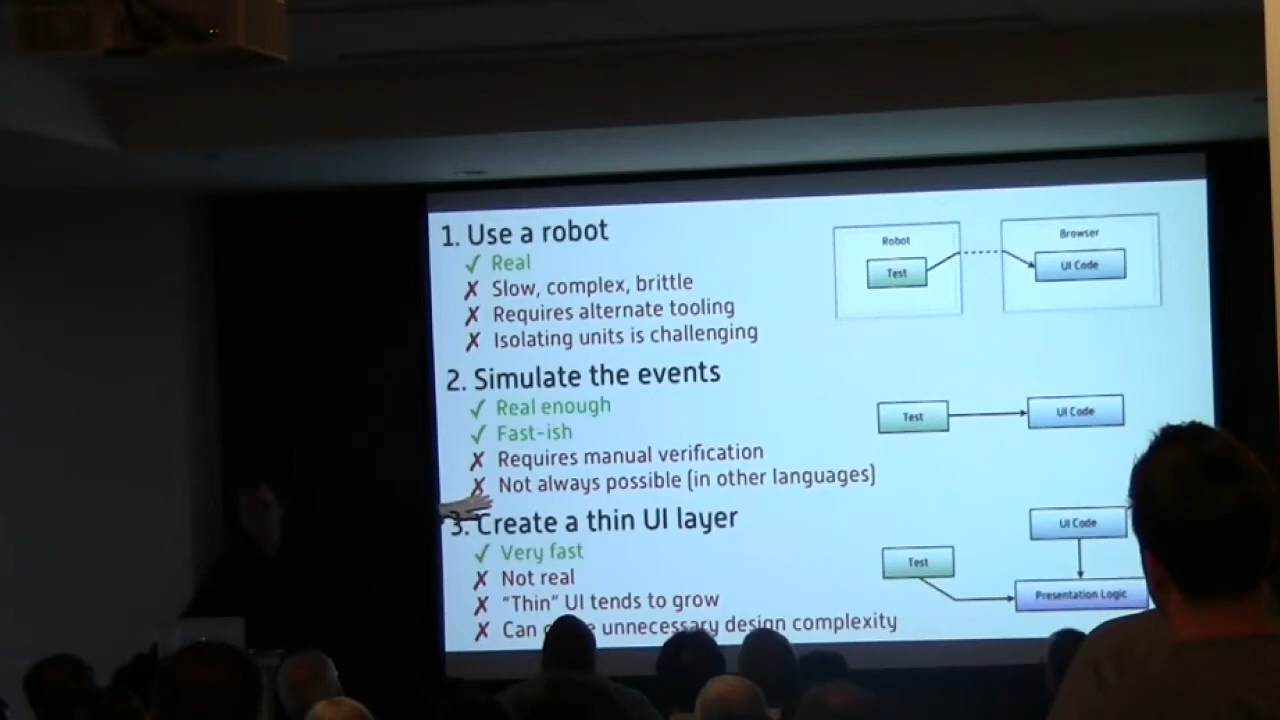 1. Use a robot
✓ Real
✗ Slow, complex, brittle
✗ Requires alternate tooling
✗ Isolating units is challenging
Robot
Test
Browser
UI Code
2. Simulate the events
✓ Real enough
✓ Fast-ish
✗ Requires manual verification
✗ Not always possible (in other languages)
Test
UI Code
3. Create a thin UI layer
✓ Very fast
✗ Not real
✗ "Thin" UI tends to grow
✗ Can unnecessary design complexity
UI Code
Test
Presentation Logic